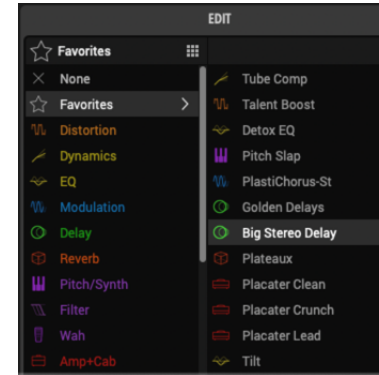 EDIT
Favorites
None
Favorites
Distortion
Dynamics
EQ
Modulation
Delay
Reverb
Pitch/Synth
Filter
Wah
Amp+Cab
Tube Comp
Talent Boost
Detox EQ
Pitch Slap
PlastiChorus-St
Golden Delays
Big Stereo Delay
Plateaux
Placater Clean
Placater Crunch
Placater Lead
Tilt